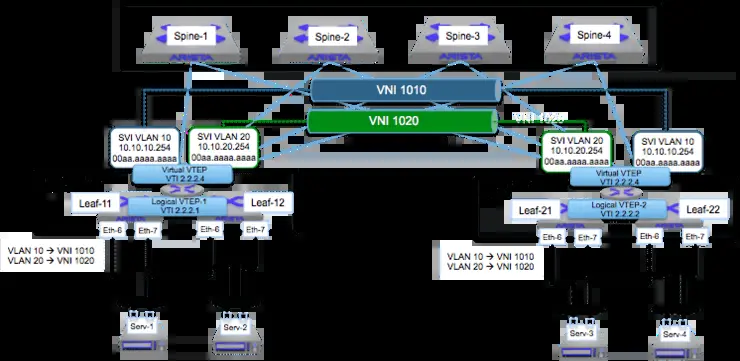 Spine-1
Spine-2
Spine-3
Spine-4
ARISTA
ARISTA
ARISTA
ARISTA
VNI 1010
VNI 1020
VNI 1020
SVI VLAN 10
10.10.10.254
00aa.aaaa.aaaa
SVI VLAN 20
10.10.20.254
00aa.aaaa.aaaa
SVI VLAN 20
10.10.20.254
00aa.aaaa.aaaa
SVI VLAN 10
10.10.10.254
00aa.aaaa.aaaa
Virtual VTEP
VTI 2.2.2.4
Virtual VTEP
VTI 2.2.2.4
Leaf-11
Logical VTEP-1
VTI 2.2.2.1
Leaf-12
Leaf-21
Logical VTEP-2
VTI 2.2.2.2
Leaf-22
ARISTA
ARISTA
ARISTA
ARISTA
Eth-6
Eth-7
Eth-6
Eth-7
Eth-6
Eth-7
Eth-6
Eth-7
VLAN 10 → VNI 1010
VLAN 20 → VNI 1020
VLAN 10 → VNI 1010
VLAN 20 → VNI 1020
Serv-1
Serv-2
Serv-3
Serv-4